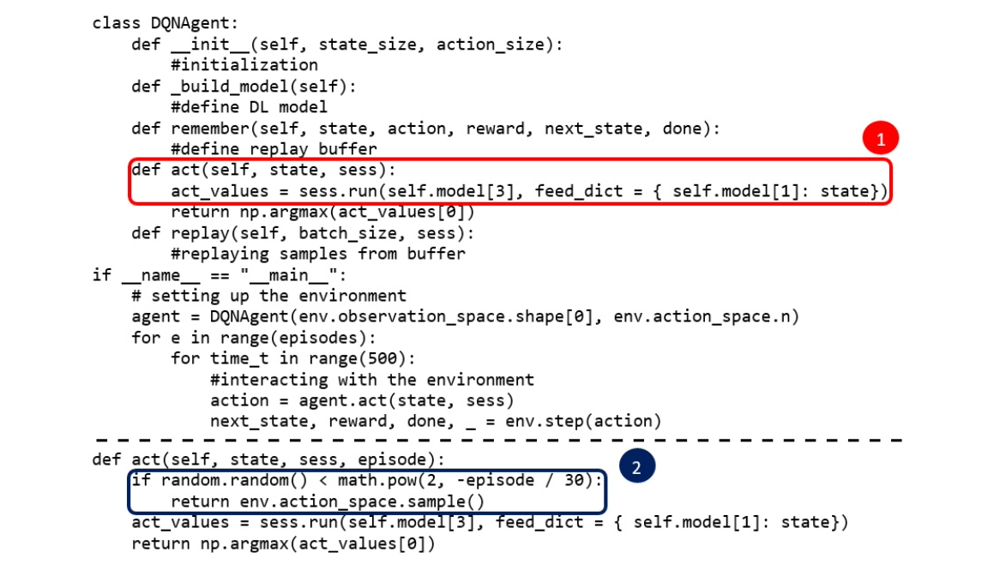 class DQNAgent:
    def __init__(self, state_size, action_size):
        #initialization
    def _build_model(self):
        #define DL model
    def remember(self, state, action, reward, next_state, done):
        #define replay buffer
1
    def act(self, state, sess):
        act_values = sess.run(self.model[3], feed_dict = { self.model[1]: state})
        return np.argmax(act_values[0])
    def replay(self, batch_size, sess):
        #replaying samples from buffer
if __name__ == "__main__":
    # setting up the environment
    agent = DQNAgent(env.observation_space.shape[0], env.action_space.n)
    for e in range(episodes):
        for time_t in range(500):
            #interacting with the environment
            action = agent.act(state, sess)
            next_state, reward, done, _ = env.step(action)
def act(self, state, sess, episode):
2
    if random.random() < math.pow(2, -episode / 30):
        return env.action_space.sample()
    act_values = sess.run(self.model[3], feed_dict = { self.model[1]: state})
    return np.argmax(act_values[0])